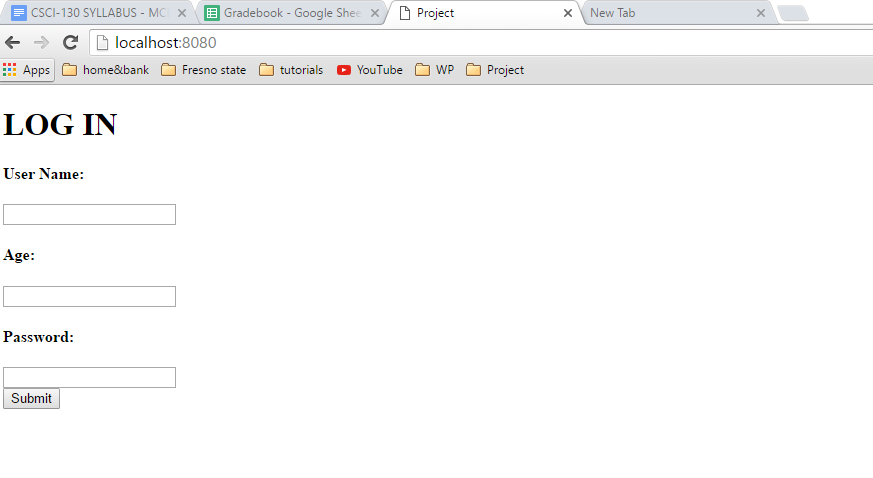 CSCI-130 SYLLABUS - MC
Gradebook - Google Shee
Project
New Tab
localhost:8080
Apps home&bank Fresno state tutorials YouTube WP Project
LOG IN
User Name:
Age:
Password:
Submit